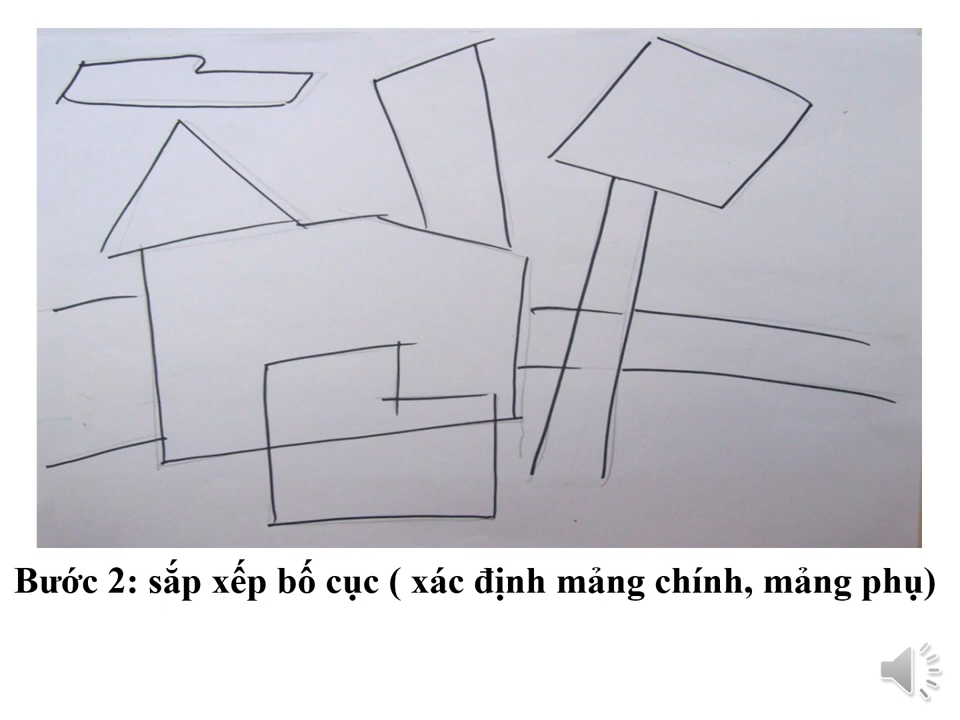 Bước 2: sắp xếp bố cục ( xác định mảng chính, mảng phụ)